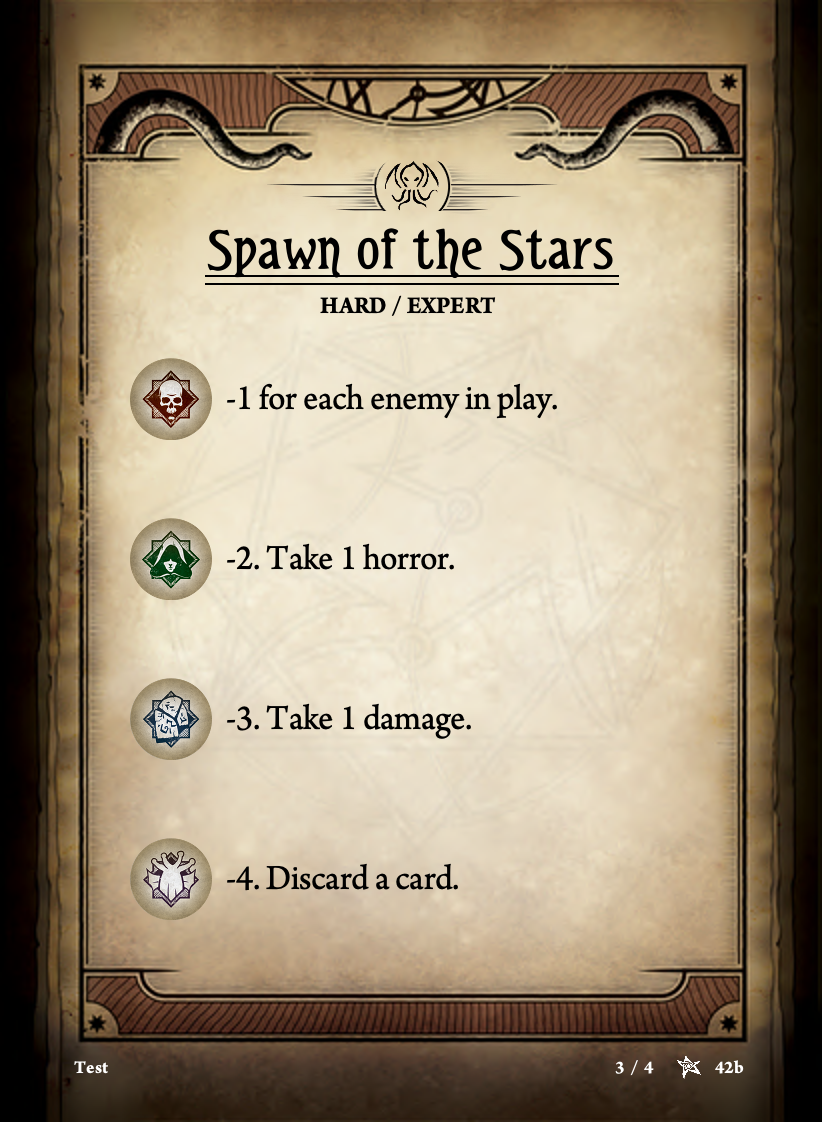 Spawn of the Stars
HARD / EXPERT
-1 for each enemy in play.
-2. Take 1 horror.
-3. Take 1 damage.
-4. Discard a card.
Test
3 / 4
42b